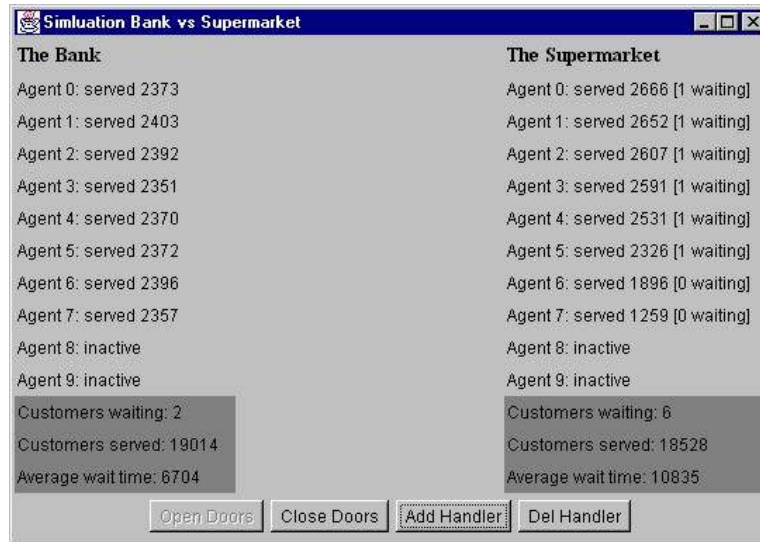 Simluation Bank vs Supermarket
The Bank
Agent 0: served 2373
Agent 1: served 2403
Agent 2: served 2392
Agent 3: served 2351
Agent 4: served 2370
Agent 5: served 2372
Agent 6: served 2396
Agent 7: served 2357
Agent 8: inactive
Agent 9: inactive
Customers waiting: 2
Customers served: 19014
Average wait time: 6704
The Supermarket
Agent 0: served 2666 [1 waiting]
Agent 1: served 2652 [1 waiting]
Agent 2: served 2607 [1 waiting]
Agent 3: served 2591 [1 waiting]
Agent 4: served 2531 [1 waiting]
Agent 5: served 2326 [1 waiting]
Agent 6: served 1896 [0 waiting]
Agent 7: served 1259 [0 waiting]
Agent 8: inactive
Agent 9: inactive
Customers waiting: 6
Customers served: 18528
Average wait time: 10835
Open Doors
Close Doors
Add Handler
Del Handler